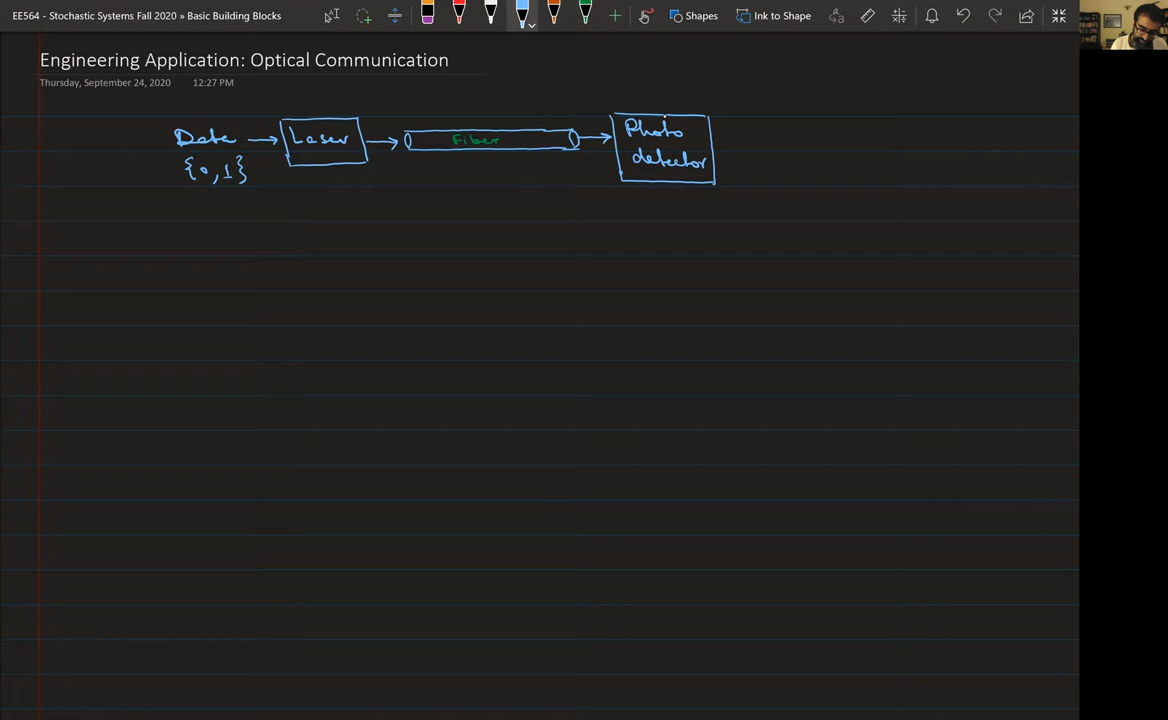 EE564 - Stochastic Systems Fall 2020 » Basic Building Blocks
Shapes
Ink to Shape
Engineering Application: Optical Communication
Thursday, September 24, 2020 12:27 PM
Data → Laser → Fiber → Photo detector
{0, 1}